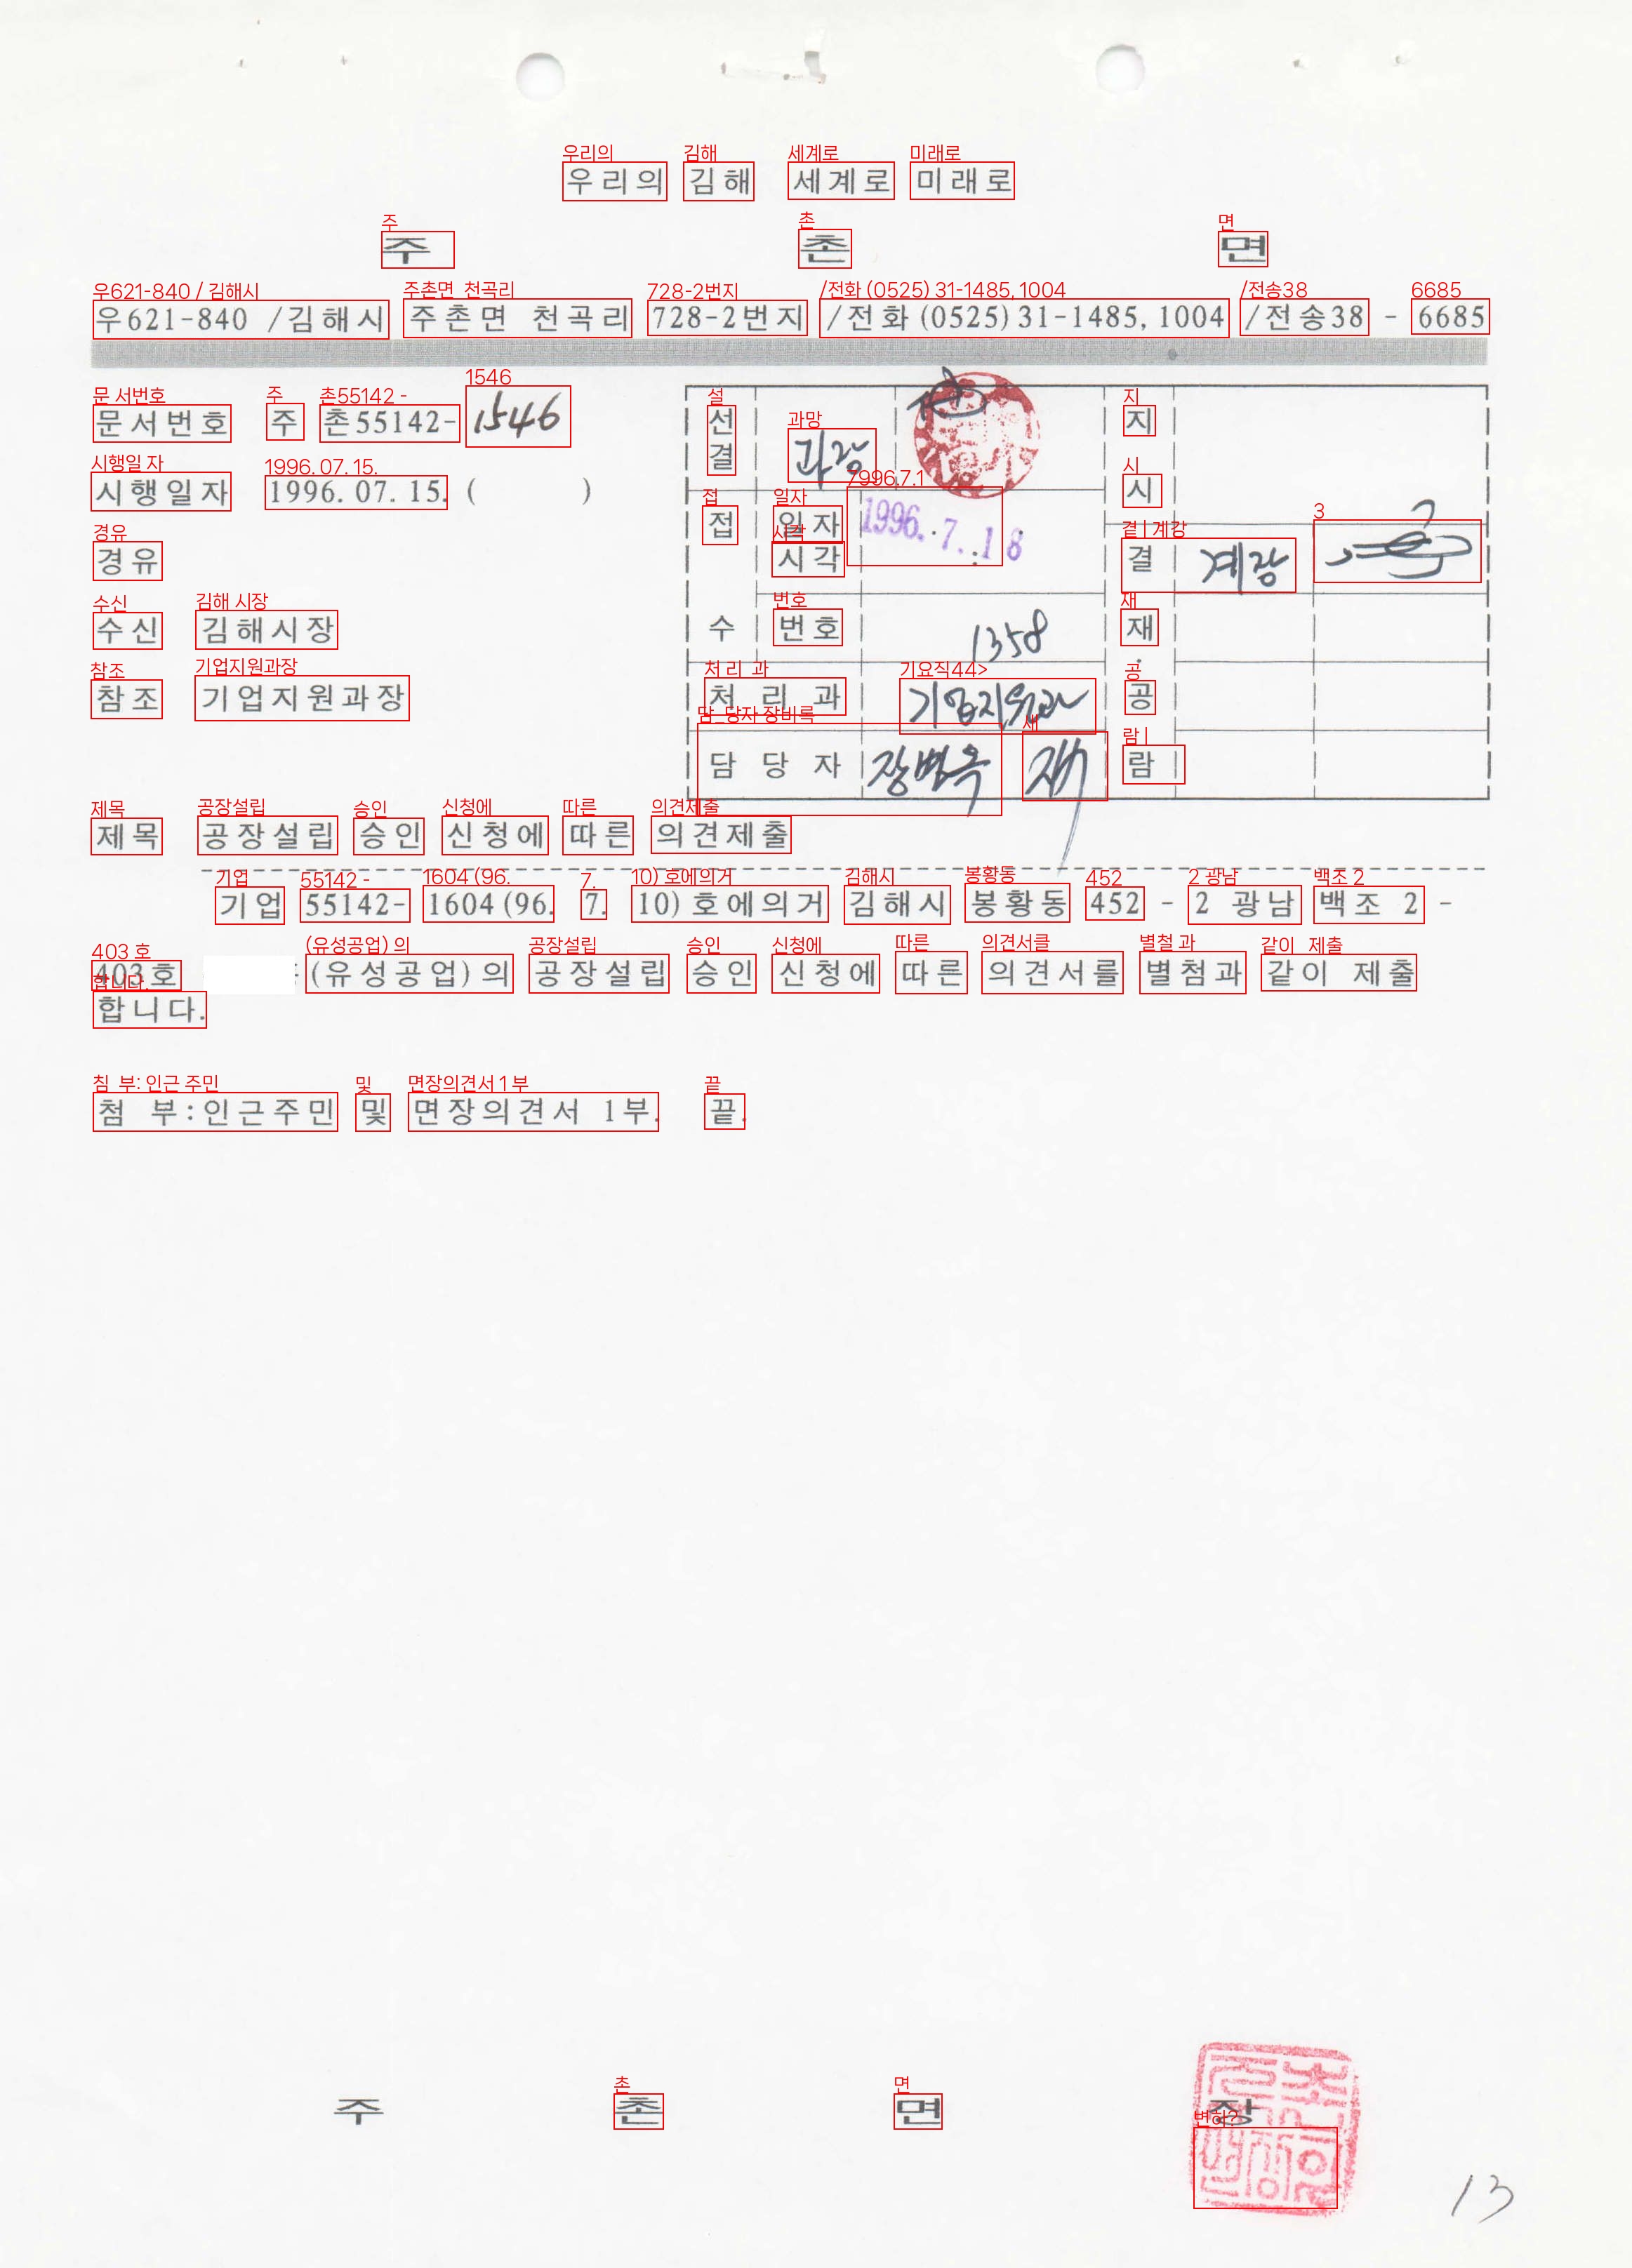 우리의 김해 세계로 미래로
주 촌 면
우621-840 /김해시 주촌면 천곡리 728-2번지 /전화(0525)31-1485, 1004 /전송38 - 6685
문서번호 주 촌55142- 1546
시행일자 1996. 07. 15. ( )
경유
수신 김해시장
참조 기업지원과장
선결 과장 지시
접수 일자 시각 1996. 7. 18 결재 계장
번호 1358
처 리 과 기업지원과 공람
담 당 자
제목 공장설립 승인 신청에 따른 의견제출
기업 55142- 1604 (96. 7. 10) 호에의거 김해시 봉황동 452 - 2 광남 백조 2 -
403호 (유성공업)의 공장설립 승인 신청에 따른 의견서를 별첨과 같이 제출
합니다.
첨 부:인근주민 및 면장의견서 1부. 끝.
주 촌 면 장
13